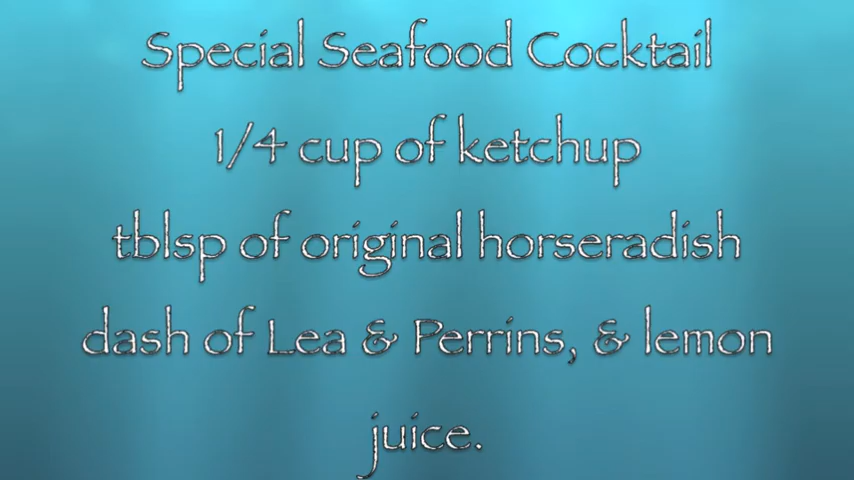 Special Seafood Cocktail
1/4 cup of ketchup
tblsp of original horseradish
dash of Lea & Perrins, & lemon
juice.